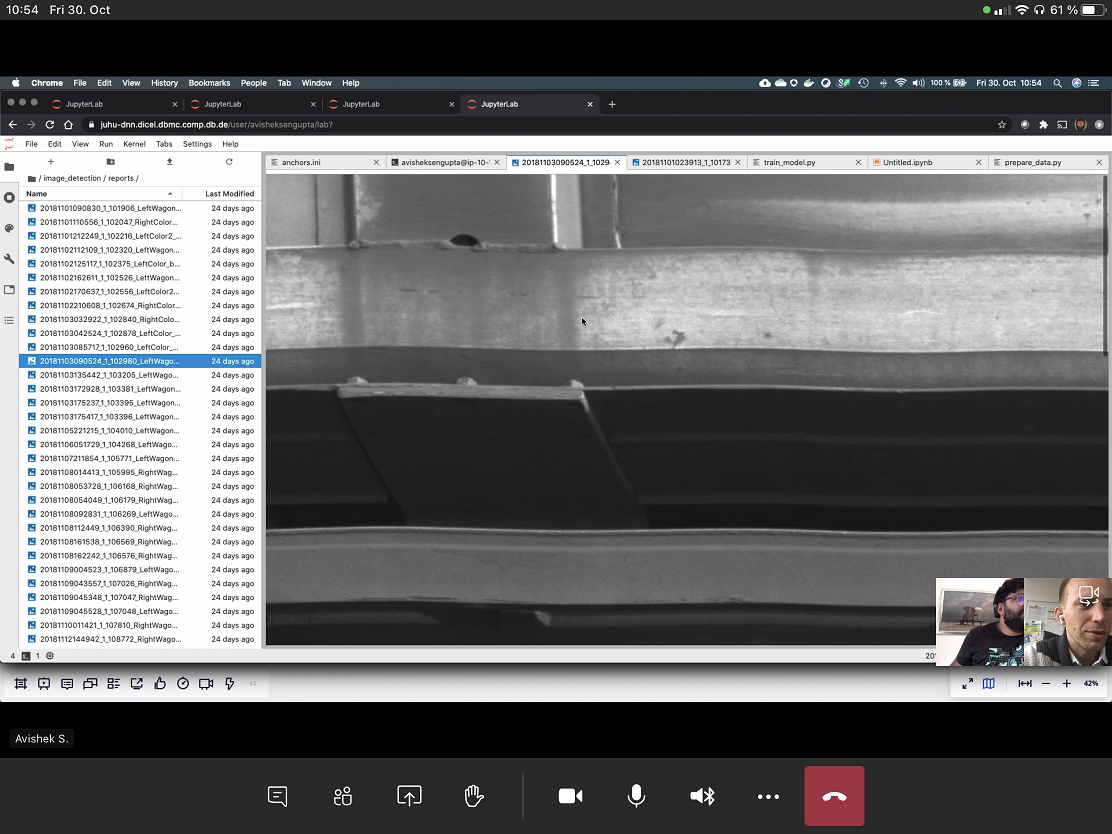 10:54 Fri 30. Oct
61 %
Chrome File Edit View History Bookmarks People Tab Window Help
100 % Fri 30. Oct 10:54
JupyterLab
JupyterLab
JupyterLab
JupyterLab
juhu-dnn.dicel.dbmc.comp.db.de/user/avisheksengupta/lab?
File Edit View Run Kernel Tabs Settings Help
anchors.ini
avisheksengupta@ip-10-
20181103090524_1_1029
20181101023913_1_10173
train_model.py
Untitled.ipynb
prepare_data.py
/ image_detection / reports /
Name Last Modified
20181101090830_1_101906_LeftWagon... 24 days ago
20181101110556_1_102047_RightColor... 24 days ago
20181101212249_1_102216_LeftColor2_... 24 days ago
20181102112109_1_102320_LeftWagon... 24 days ago
20181102125117_1_102375_LeftColor_b... 24 days ago
20181102162611_1_102526_LeftWagon... 24 days ago
20181102170637_1_102556_LeftColor2... 24 days ago
20181102210608_1_102674_RightColor... 24 days ago
20181103032922_1_102840_RightColo... 24 days ago
20181103042524_1_102878_LeftColor_... 24 days ago
20181103085717_1_102960_LeftColor_... 24 days ago
20181103090524_1_102980_LeftWago... 24 days ago
20181103135442_1_103205_LeftWago... 24 days ago
20181103172928_1_103381_LeftWagon... 24 days ago
20181103175237_1_103395_LeftWagon... 24 days ago
20181103175417_1_103396_LeftWagon... 24 days ago
20181105221215_1_104010_LeftWagon... 24 days ago
20181106051729_1_104268_LeftWago... 24 days ago
20181107211854_1_105771_LeftWagon... 24 days ago
20181108014413_1_105995_RightWag... 24 days ago
20181108053728_1_106168_RightWag... 24 days ago
20181108054049_1_106179_RightWag... 24 days ago
20181108092831_1_106269_LeftWago... 24 days ago
20181108112449_1_106390_RightWag... 24 days ago
20181108161538_1_106569_RightWag... 24 days ago
20181108162242_1_106576_RightWag... 24 days ago
20181109004523_1_106879_LeftWago... 24 days ago
20181109043557_1_107026_RightWag... 24 days ago
20181109045348_1_107047_RightWag... 24 days ago
20181109045528_1_107048_LeftWago... 24 days ago
20181110011421_1_107810_RightWago... 24 days ago
20181112144942_1_108772_RightWago... 24 days ago
4 1
201
42%
Avishek S.